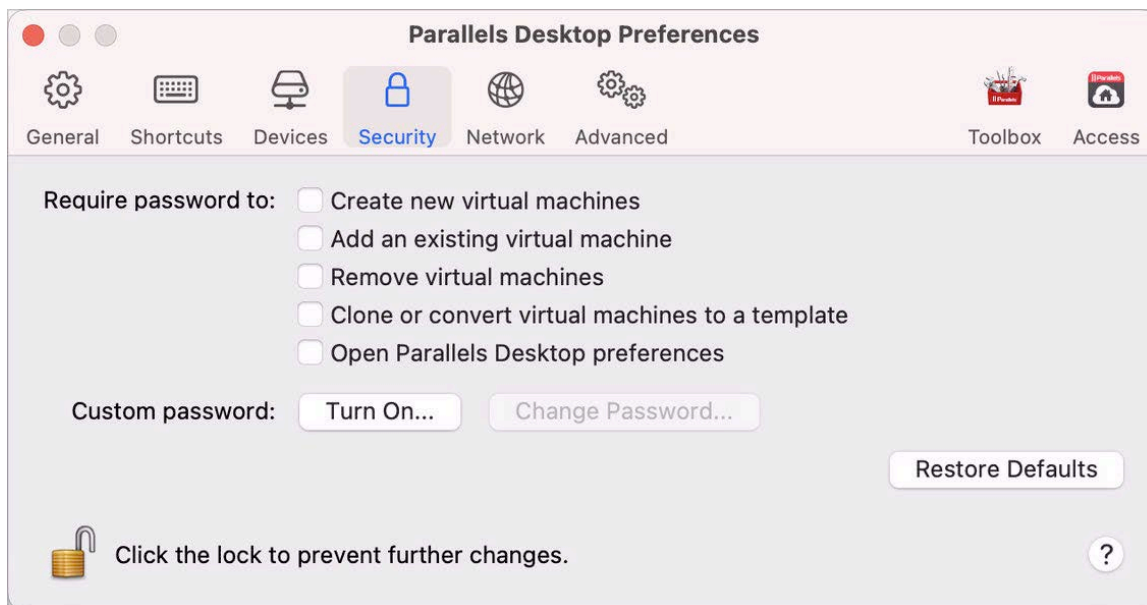 Parallels Desktop Preferences
General Shortcuts Devices Security Network Advanced Toolbox Access
Require password to: Create new virtual machines
Add an existing virtual machine
Remove virtual machines
Clone or convert virtual machines to a template
Open Parallels Desktop preferences
Custom password: Turn On... Change Password...
Restore Defaults
Click the lock to prevent further changes. ?